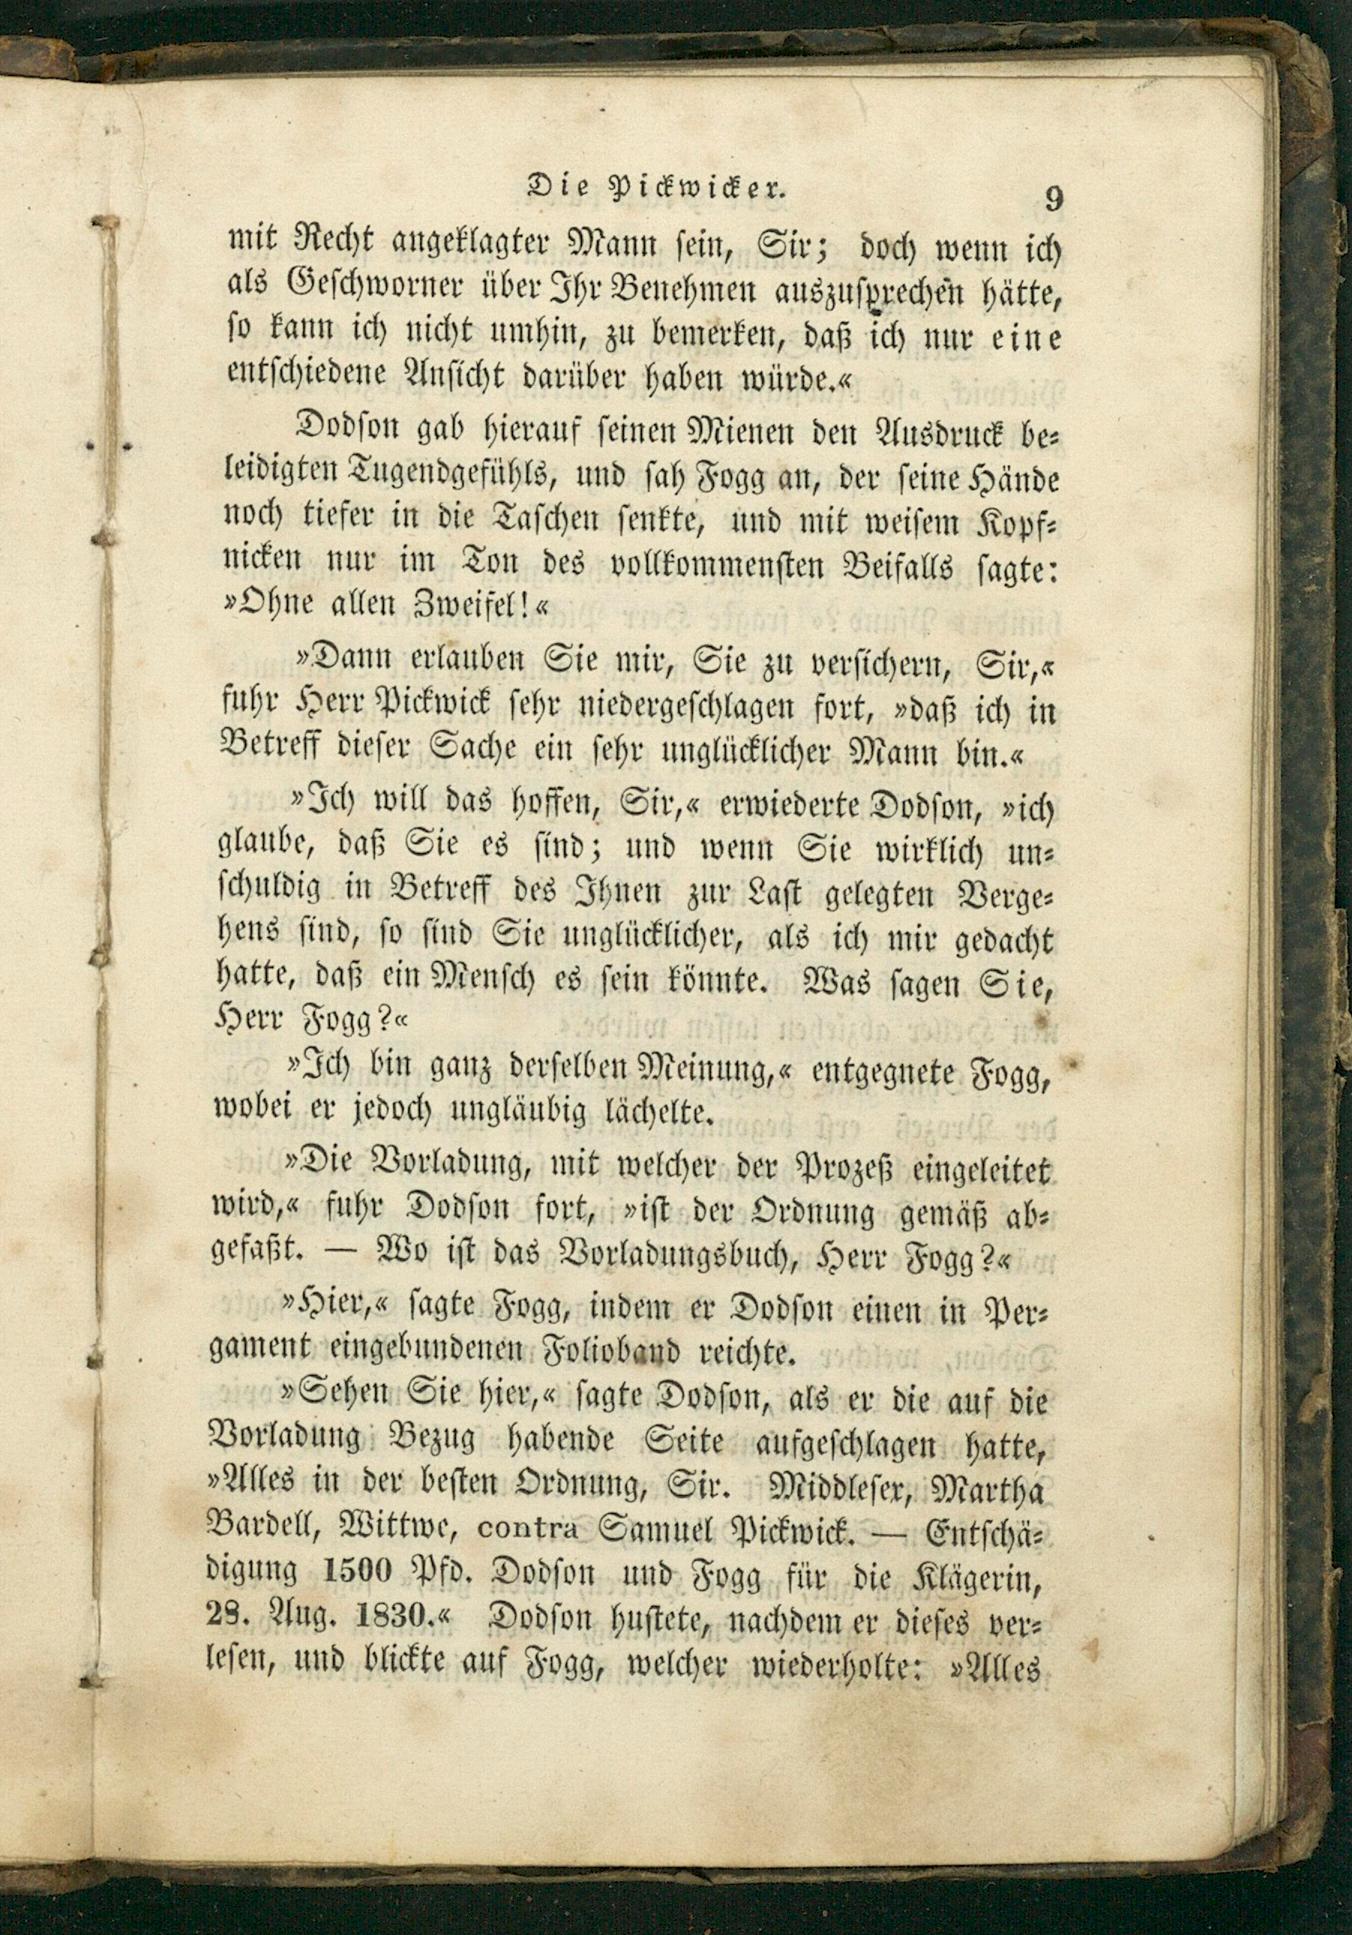 Die Pickwicker.
9
mit Recht angeklagter Mann sein, Sir; doch wenn ich
als Geschworner über Ihr Benehmen auszusprechen hätte,
so kann ich nicht umhin, zu bemerken, daß ich nur eine
entschiedene Ansicht darüber haben würde.«
Dodson gab hierauf seinen Mienen den Ausdruck be-
leidigten Tugendgefühls, und sah Fogg an, der seine Hände
noch tiefer in die Taschen senkte, und mit weisem Kopf-
nicken nur im Ton des vollkommensten Beifalls sagte:
»Ohne allen Zweifel!«
»Dann erlauben Sie mir, Sie zu versichern, Sir,«
fuhr Herr Pickwick sehr niedergeschlagen fort, »daß ich in
Betreff dieser Sache ein sehr unglücklicher Mann bin.«
»Ich will das hoffen, Sir,« erwiederte Dodson, »ich
glaube, daß Sie es sind; und wenn Sie wirklich un-
schuldig in Betreff des Ihnen zur Last gelegten Verge-
hens sind, so sind Sie unglücklicher, als ich mir gedacht
hatte, daß ein Mensch es sein könnte. Was sagen Sie,
Herr Fogg?«
»Ich bin ganz derselben Meinung,« entgegnete Fogg,
wobei er jedoch ungläubig lächelte.
»Die Vorladung, mit welcher der Prozeß eingeleitet
wird,« fuhr Dodson fort, »ist der Ordnung gemäß ab-
gefaßt. — Wo ist das Vorladungsbuch, Herr Fogg?«
»Hier,« sagte Fogg, indem er Dodson einen in Per-
gament eingebundenen Folioband reichte.
»Sehen Sie hier,« sagte Dodson, als er die auf die
Vorladung Bezug habende Seite aufgeschlagen hatte,
»Alles in der besten Ordnung, Sir. Middlesex, Martha
Bardell, Wittwe, contra Samuel Pickwick. — Entschä-
digung 1500 Pfd. Dodson und Fogg für die Klägerin,
28. Aug. 1830.« Dodson hustete, nachdem er dieses ver-
lesen, und blickte auf Fogg, welcher wiederholte: »Alles